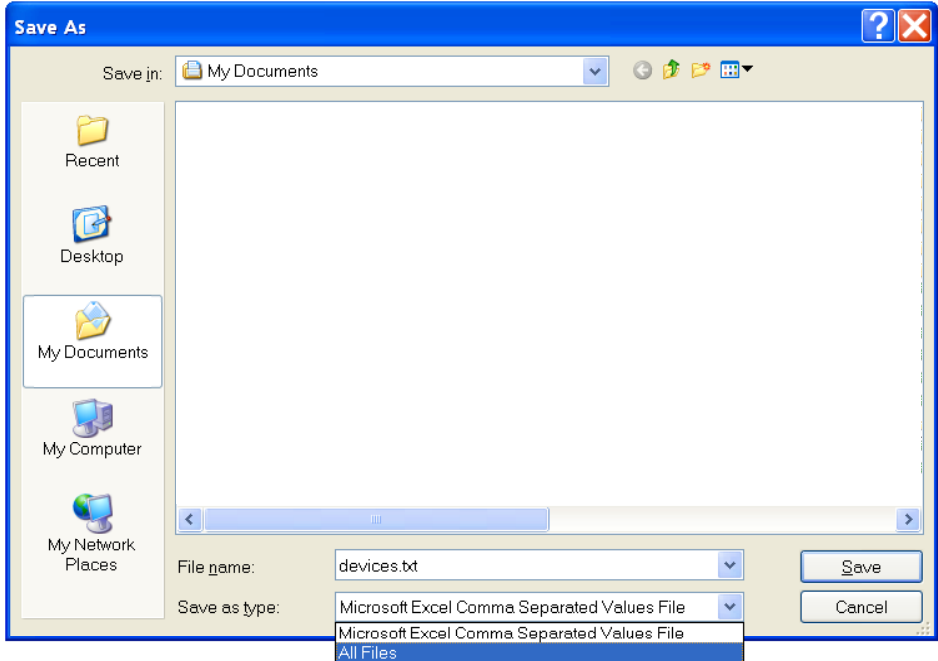 Save As
Save in:
My Documents
Recent
Desktop
My Documents
My Computer
My Network
Places
File name:
devices.txt
Save
Save as type:
Microsoft Excel Comma Separated Values File
Cancel
Microsoft Excel Comma Separated Values File
All Files